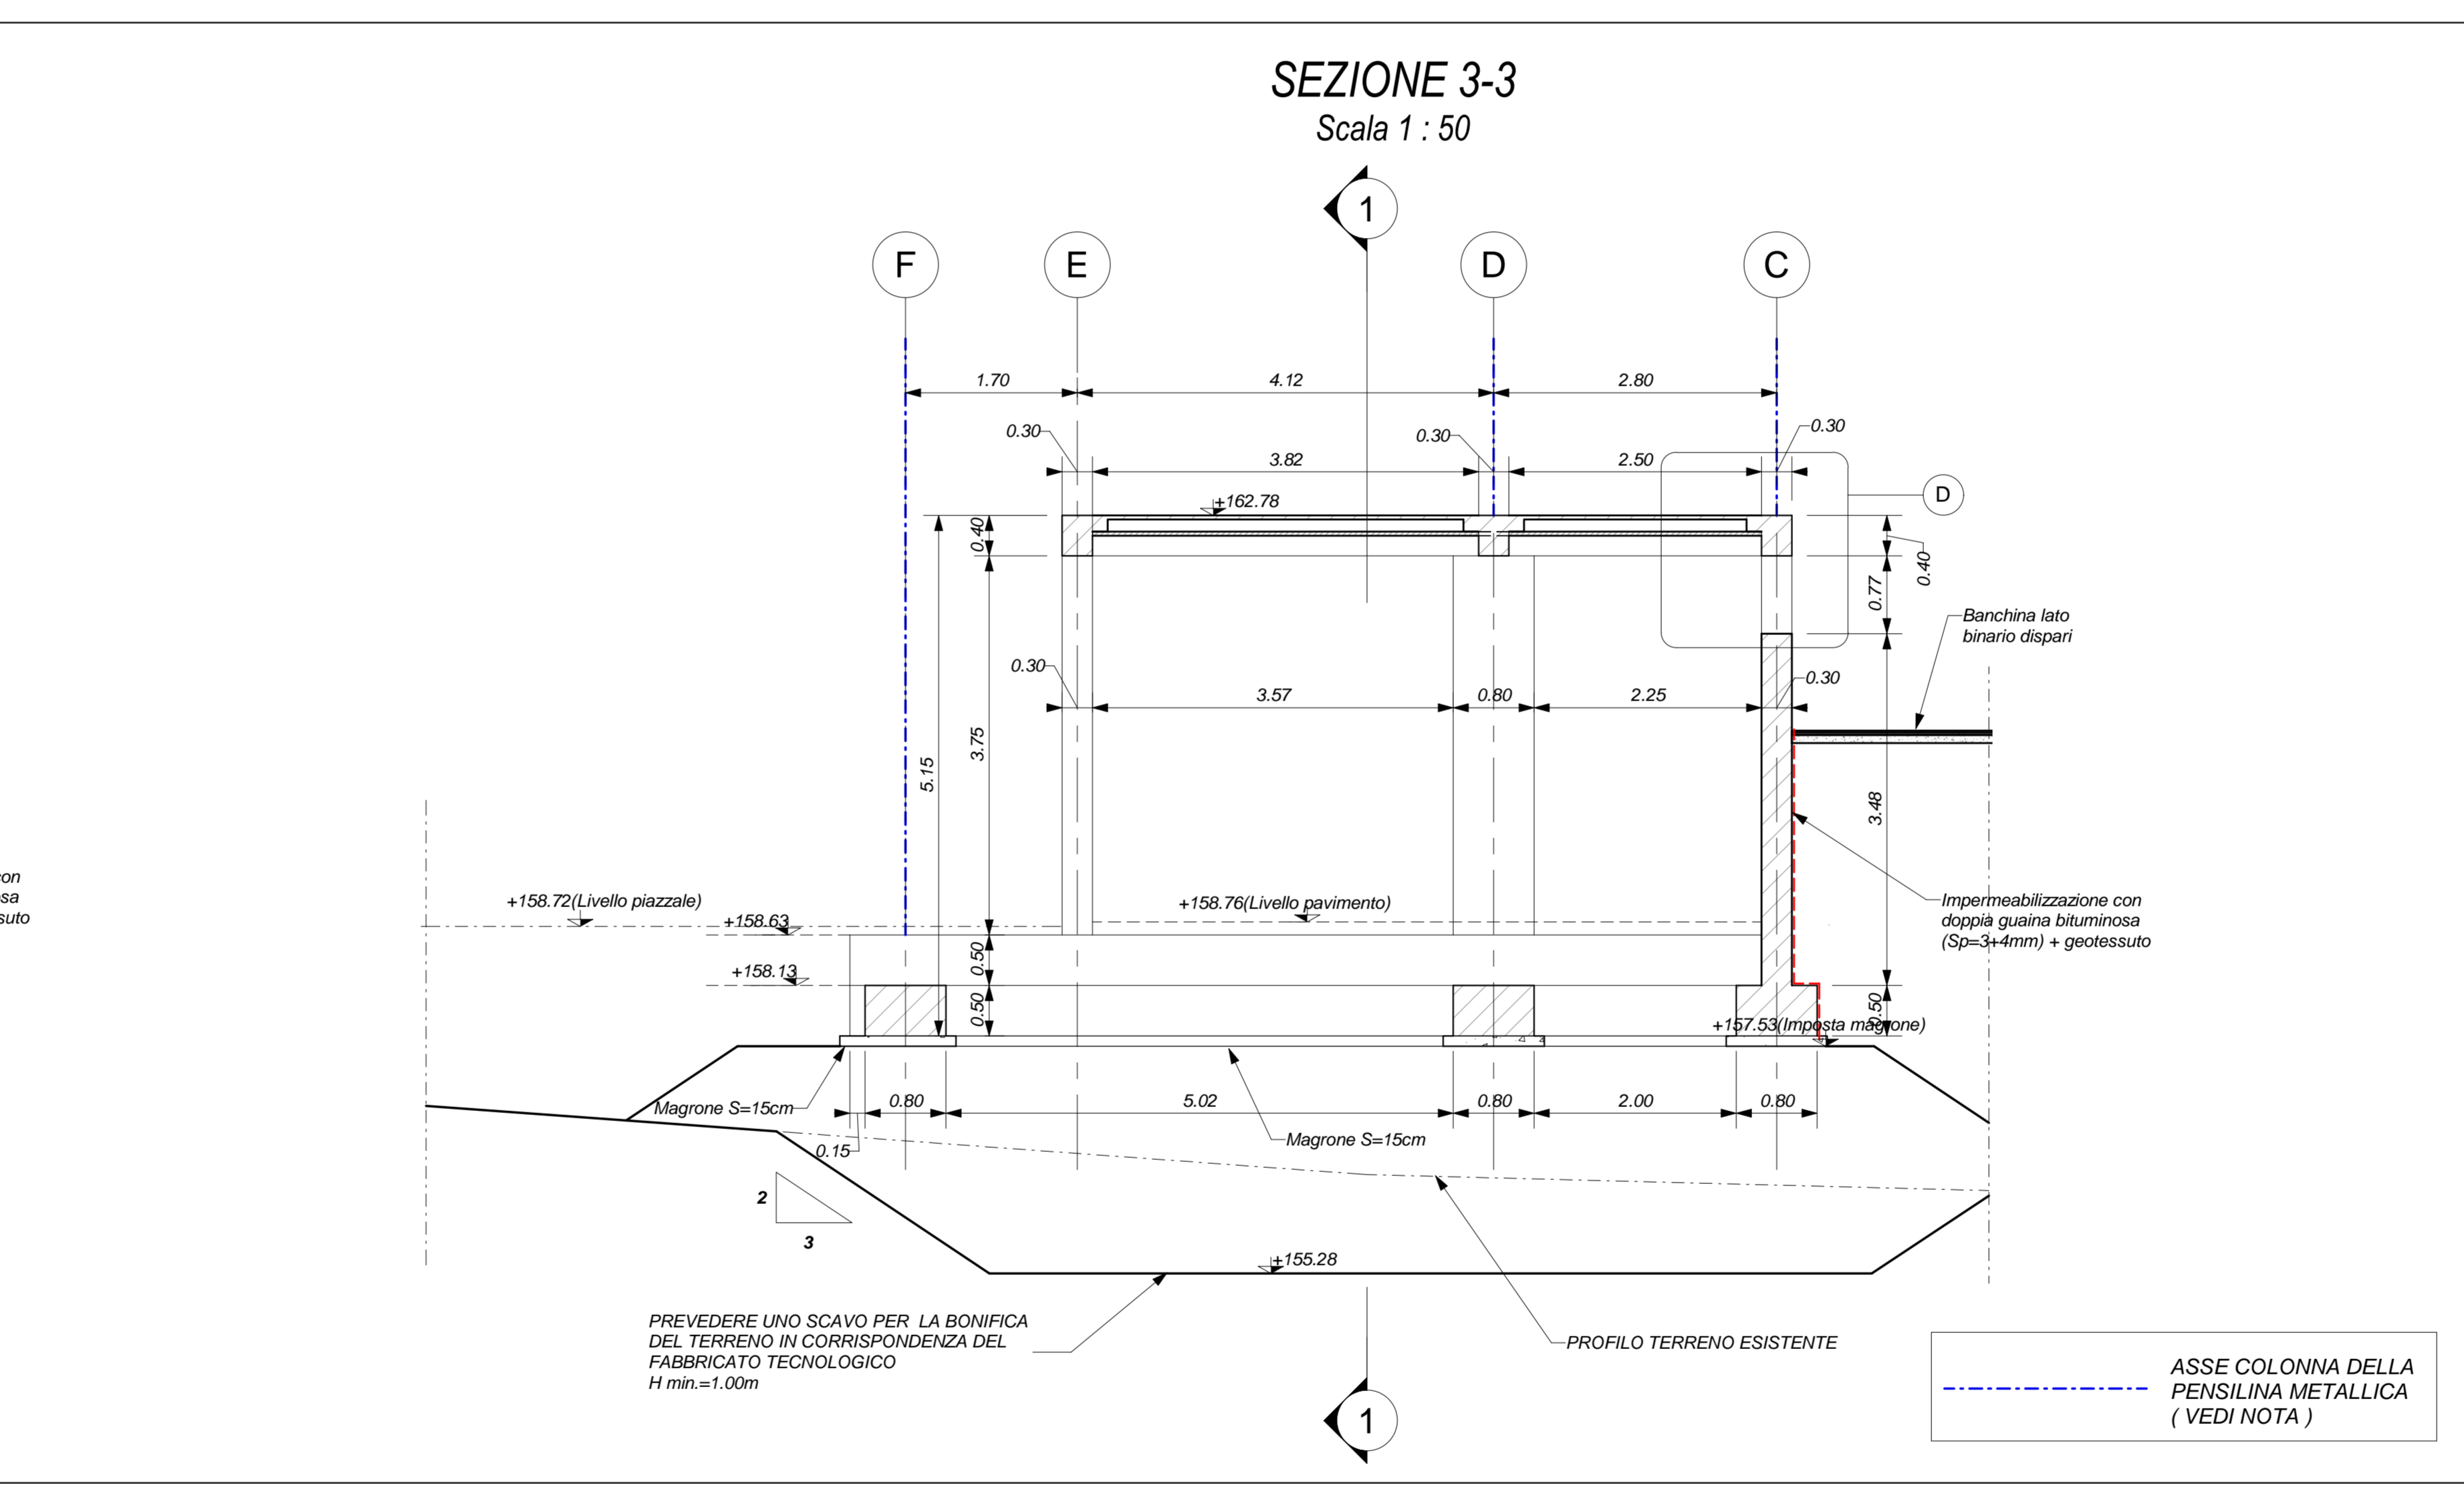 SEZIONE 3-3
Scala 1 : 50
1
F
E
D
C
1.70
4.12
2.80
0.30
0.30
0.30
3.82
2.50
D
+162.78
0.40
0.40
0.77
Banchina lato
binario dispari
0.30
0.30
3.57
0.80
2.25
3.75
5.15
3.48
con
suto
+158.72(Livello piazzale)
+158.63
+158.76(Livello pavimento)
Impermeabilizzazione con
doppia guaina bituminosa
(Sp=3+4mm) + geotessuto
+158.13
0.50
0.50
0.50
+157.53(Imposta magrone)
Magrone S=15cm
0.80
5.02
0.80
2.00
0.80
0.15
Magrone S=15cm
2
3
+155.28
PREVEDERE UNO SCAVO PER LA BONIFICA
DEL TERRENO IN CORRISPONDENZA DEL
FABBRICATO TECNOLOGICO
H min.=1.00m
PROFILO TERRENO ESISTENTE
1
ASSE COLONNA DELLA
PENSILINA METALLICA
( VEDI NOTA )